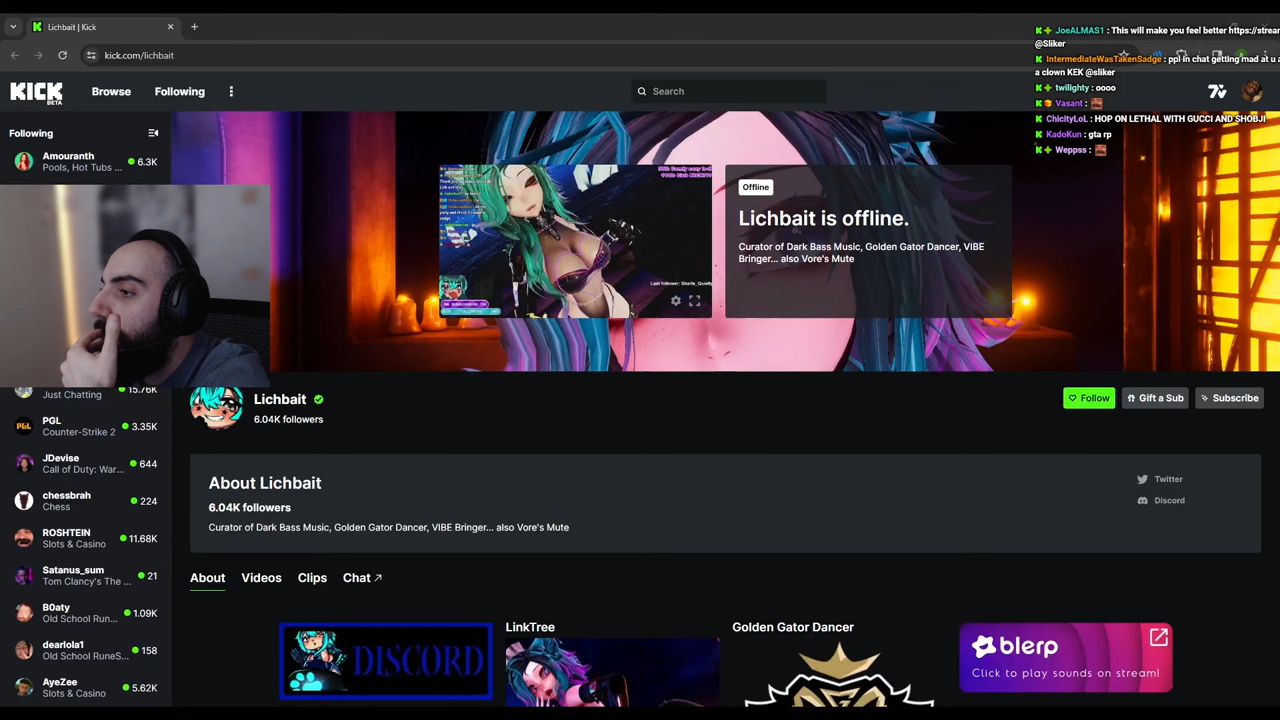 Lichbait | Kick
kick.com/lichbait
JoeALMAS1 : This will make you feel better https://strea
@Sliker
IntermediateWasTakenSadge : ppl in chat getting mad at u a
a clown KEK @sliker
twilighty : oooo
Vasant :
ChicityLoL : HOP ON LETHAL WITH GUCCI AND SHOBJI
KadoKun : gta rp
Weppss :
KICK
BETA
Browse
Following
Search
Following
Amouranth
6.3K
Pools, Hot Tubs ...
Offline
Lichbait is offline.
Curator of Dark Bass Music, Golden Gator Dancer, VIBE
Bringer... also Vore's Mute
Just Chatting
15.76K
PGL
Counter-Strike 2
3.35K
JDevise
Call of Duty: War...
644
chessbrah
Chess
224
ROSHTEIN
Slots & Casino
11.68K
Satanus_sum
Tom Clancy's The ...
21
B0aty
Old School Run...
1.09K
dearlola1
Old School RuneS...
158
AyeZee
Slots & Casino
5.62K
Lichbait
6.04K followers
Follow
Gift a Sub
Subscribe
About Lichbait
6.04K followers
Curator of Dark Bass Music, Golden Gator Dancer, VIBE Bringer... also Vore's Mute
Twitter
Discord
About
Videos
Clips
Chat
DISCORD
LinkTree
Golden Gator Dancer
blerp
Click to play sounds on stream!